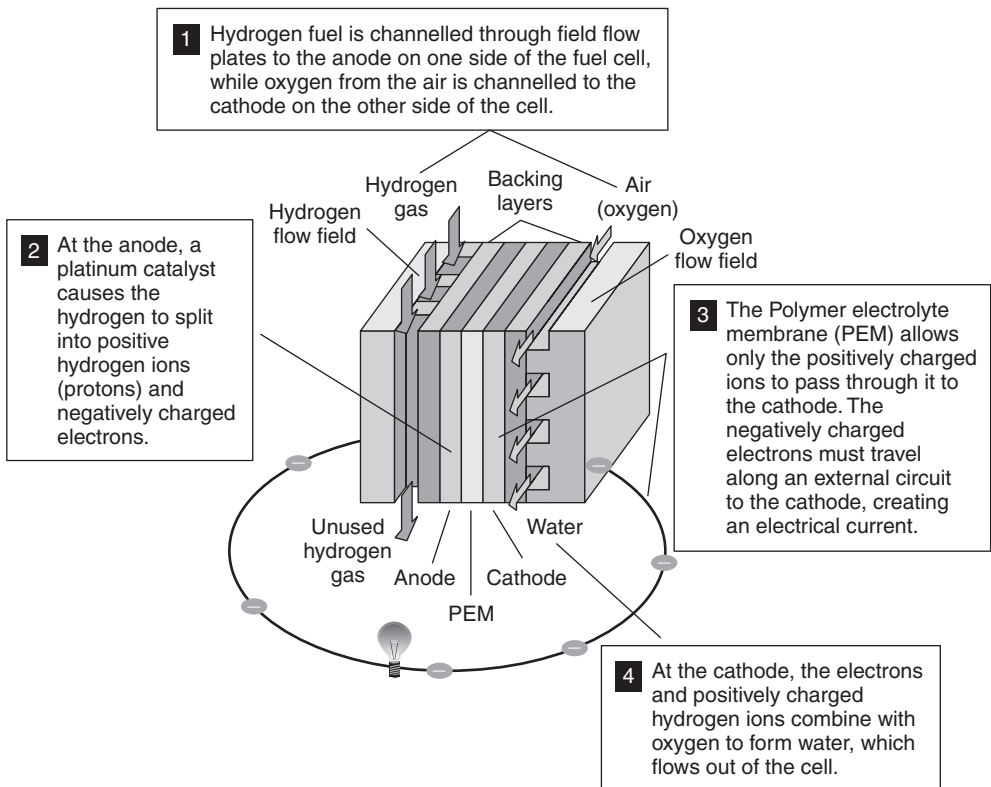 1 Hydrogen fuel is channelled through field flow
plates to the anode on one side of the fuel cell,
while oxygen from the air is channelled to the
cathode on the other side of the cell.
Hydrogen
gas
Backing
layers
Air
(oxygen)
Hydrogen
flow field
Oxygen
flow field
2 At the anode, a
platinum catalyst
causes the
hydrogen to split
into positive
hydrogen ions
(protons) and
negatively charged
electrons.
3 The Polymer electrolyte
membrane (PEM) allows
only the positively charged
ions to pass through it to
the cathode. The
negatively charged
electrons must travel
along an external circuit
to the cathode, creating
an electrical current.
Unused
hydrogen
gas
Anode
PEM
Cathode
Water
4 At the cathode, the electrons
and positively charged
hydrogen ions combine with
oxygen to form water, which
flows out of the cell.